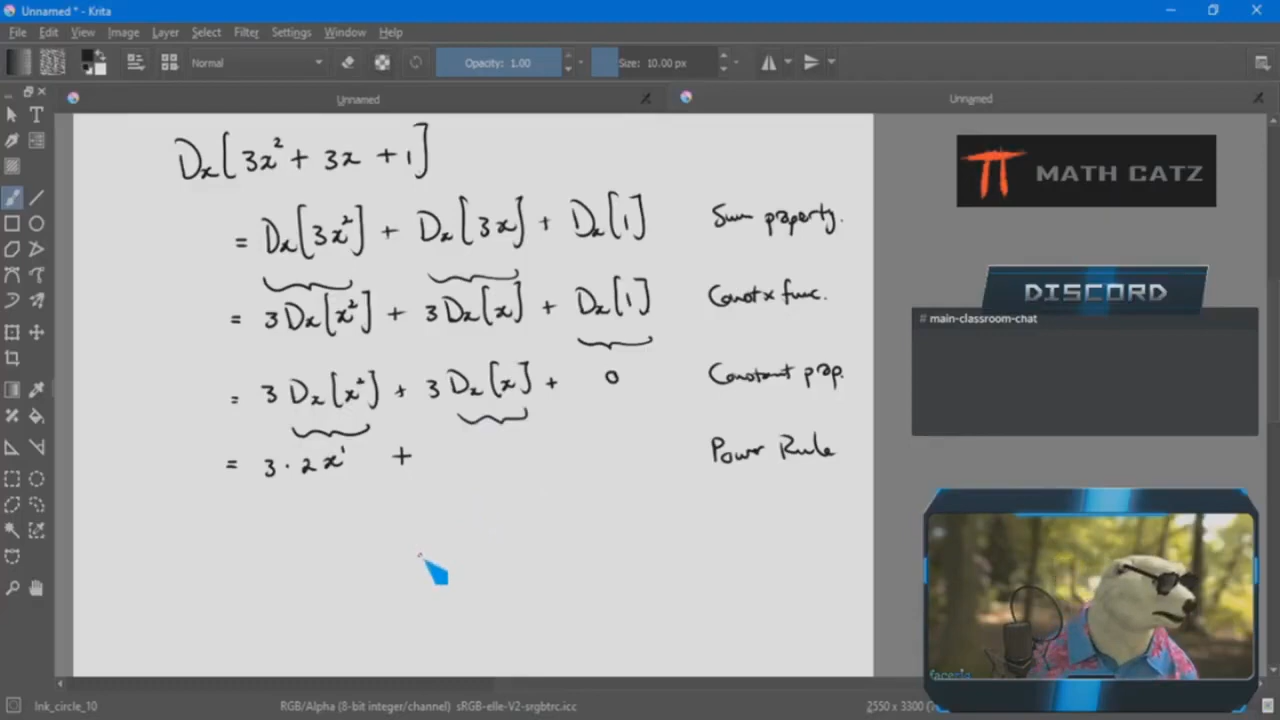 Unnamed * - Krita
File Edit View Image Layer Select Filter Settings Window Help
Normal Opacity: 1.00 Size: 10.00 px
Unnamed Unnamed
Dx[3x² + 3x + 1]
= Dx[3x²] + Dx[3x] + Dx[1] Sum property.
= 3Dx[x²] + 3Dx[x] + Dx[1] Const x func.
= 3 Dx[x²] + 3 Dx[x] + 0 Constant prop.
= 3 · 2x¹ + Power Rule
MATH CATZ
DISCORD
# main-classroom-chat
facerig
Ink_circle_10 RGB/Alpha (8-bit integer/channel) sRGB-elle-V2-srgbtrc.icc 2550 x 3300